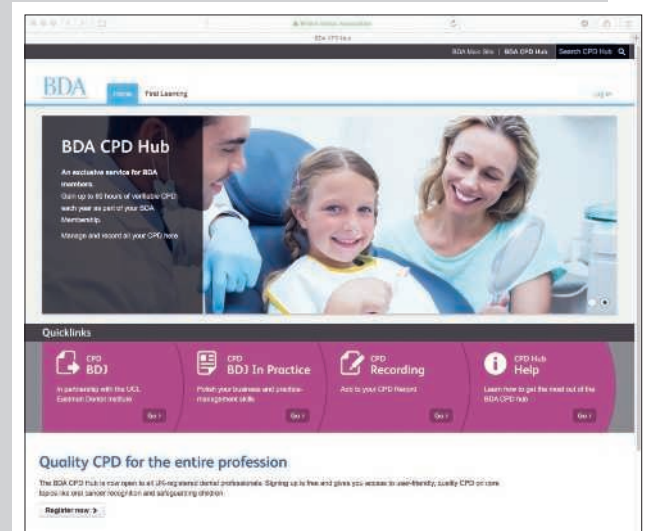 British Dental Association
BDA CPD Hub
BDA Main Site | BDA CPD Hub Search CPD Hub
BDA Home Find Learning Log in
BDA CPD Hub
An exclusive service for BDA
members.
Gain up to 60 hours of verifiable CPD
each year as part of your BDA
Membership.
Manage and record all your CPD here
Quicklinks
CPD
BDJ
In partnership with the UCL
Eastman Dental Institute
Go
CPD
BDJ In Practice
Polish your business and practice-
management skills
Go
CPD
Recording
Add to your CPD Record
Go
CPD Hub
Help
Learn how to get the most out of the
BDA CPD hub
Go
Quality CPD for the entire profession
The BDA CPD Hub is now open to all UK-registered dental professionals. Signing up is free and gives you access to user-friendly, quality CPD on core
topics like oral cancer recognition and safeguarding children
Register now >